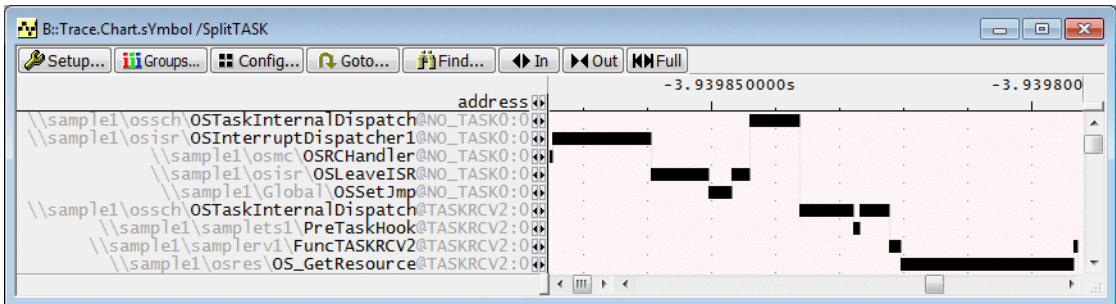 B::Trace.Chart.sYmbol /SplitTASK
Setup... Groups... Config... Goto... Find... In Out Full
-3.939850000s -3.939800
address
\\sample1\ossch\OSTaskInternalDispatch@NO_TASK0:0
\\sample1\osisr\OSInterruptDispatcher1@NO_TASK0:0
\\sample1\osmc\OSRCHandler@NO_TASK0:0
\\sample1\osisr\OSLeaveISR@NO_TASK0:0
\\sample1\Global\OSSetJmp@NO_TASK0:0
\\sample1\ossch\OSTaskInternalDispatch@TASKRCV2:0
\\sample1\samplets1\PreTaskHook@TASKRCV2:0
\\sample1\samplerv1\FuncTASKRCV2@TASKRCV2:0
\\sample1\osres\OS_GetResource@TASKRCV2:0